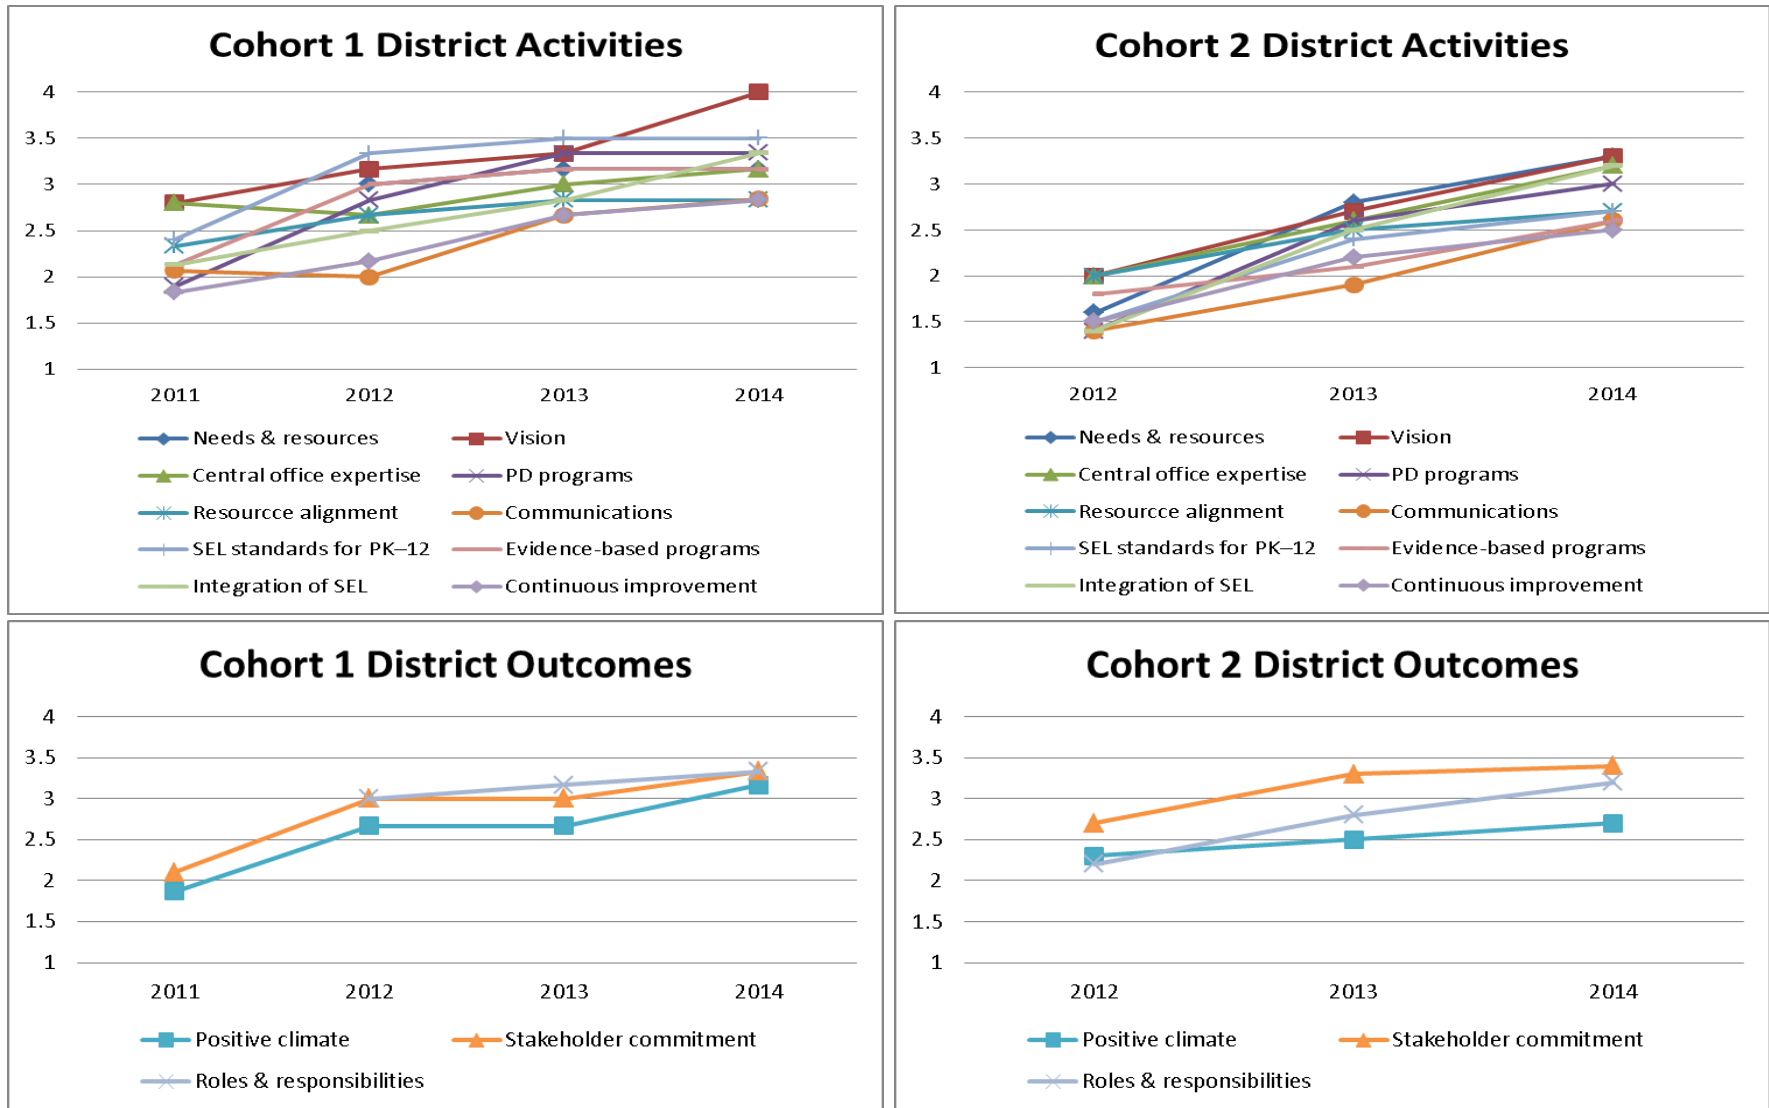 Cohort 1 District Activities
4
3.5
3
2.5
2
1.5
1
2011 2012 2013 2014
Needs & resources Vision
Central office expertise PD programs
Resourcce alignment Communications
SEL standards for PK–12 Evidence-based programs
Integration of SEL Continuous improvement
Cohort 2 District Activities
4
3.5
3
2.5
2
1.5
1
2012 2013 2014
Needs & resources Vision
Central office expertise PD programs
Resourcce alignment Communications
SEL standards for PK–12 Evidence-based programs
Integration of SEL Continuous improvement
Cohort 1 District Outcomes
4
3.5
3
2.5
2
1.5
1
2011 2012 2013 2014
Positive climate Stakeholder commitment
Roles & responsibilities
Cohort 2 District Outcomes
4
3.5
3
2.5
2
1.5
1
2012 2013 2014
Positive climate Stakeholder commitment
Roles & responsibilities